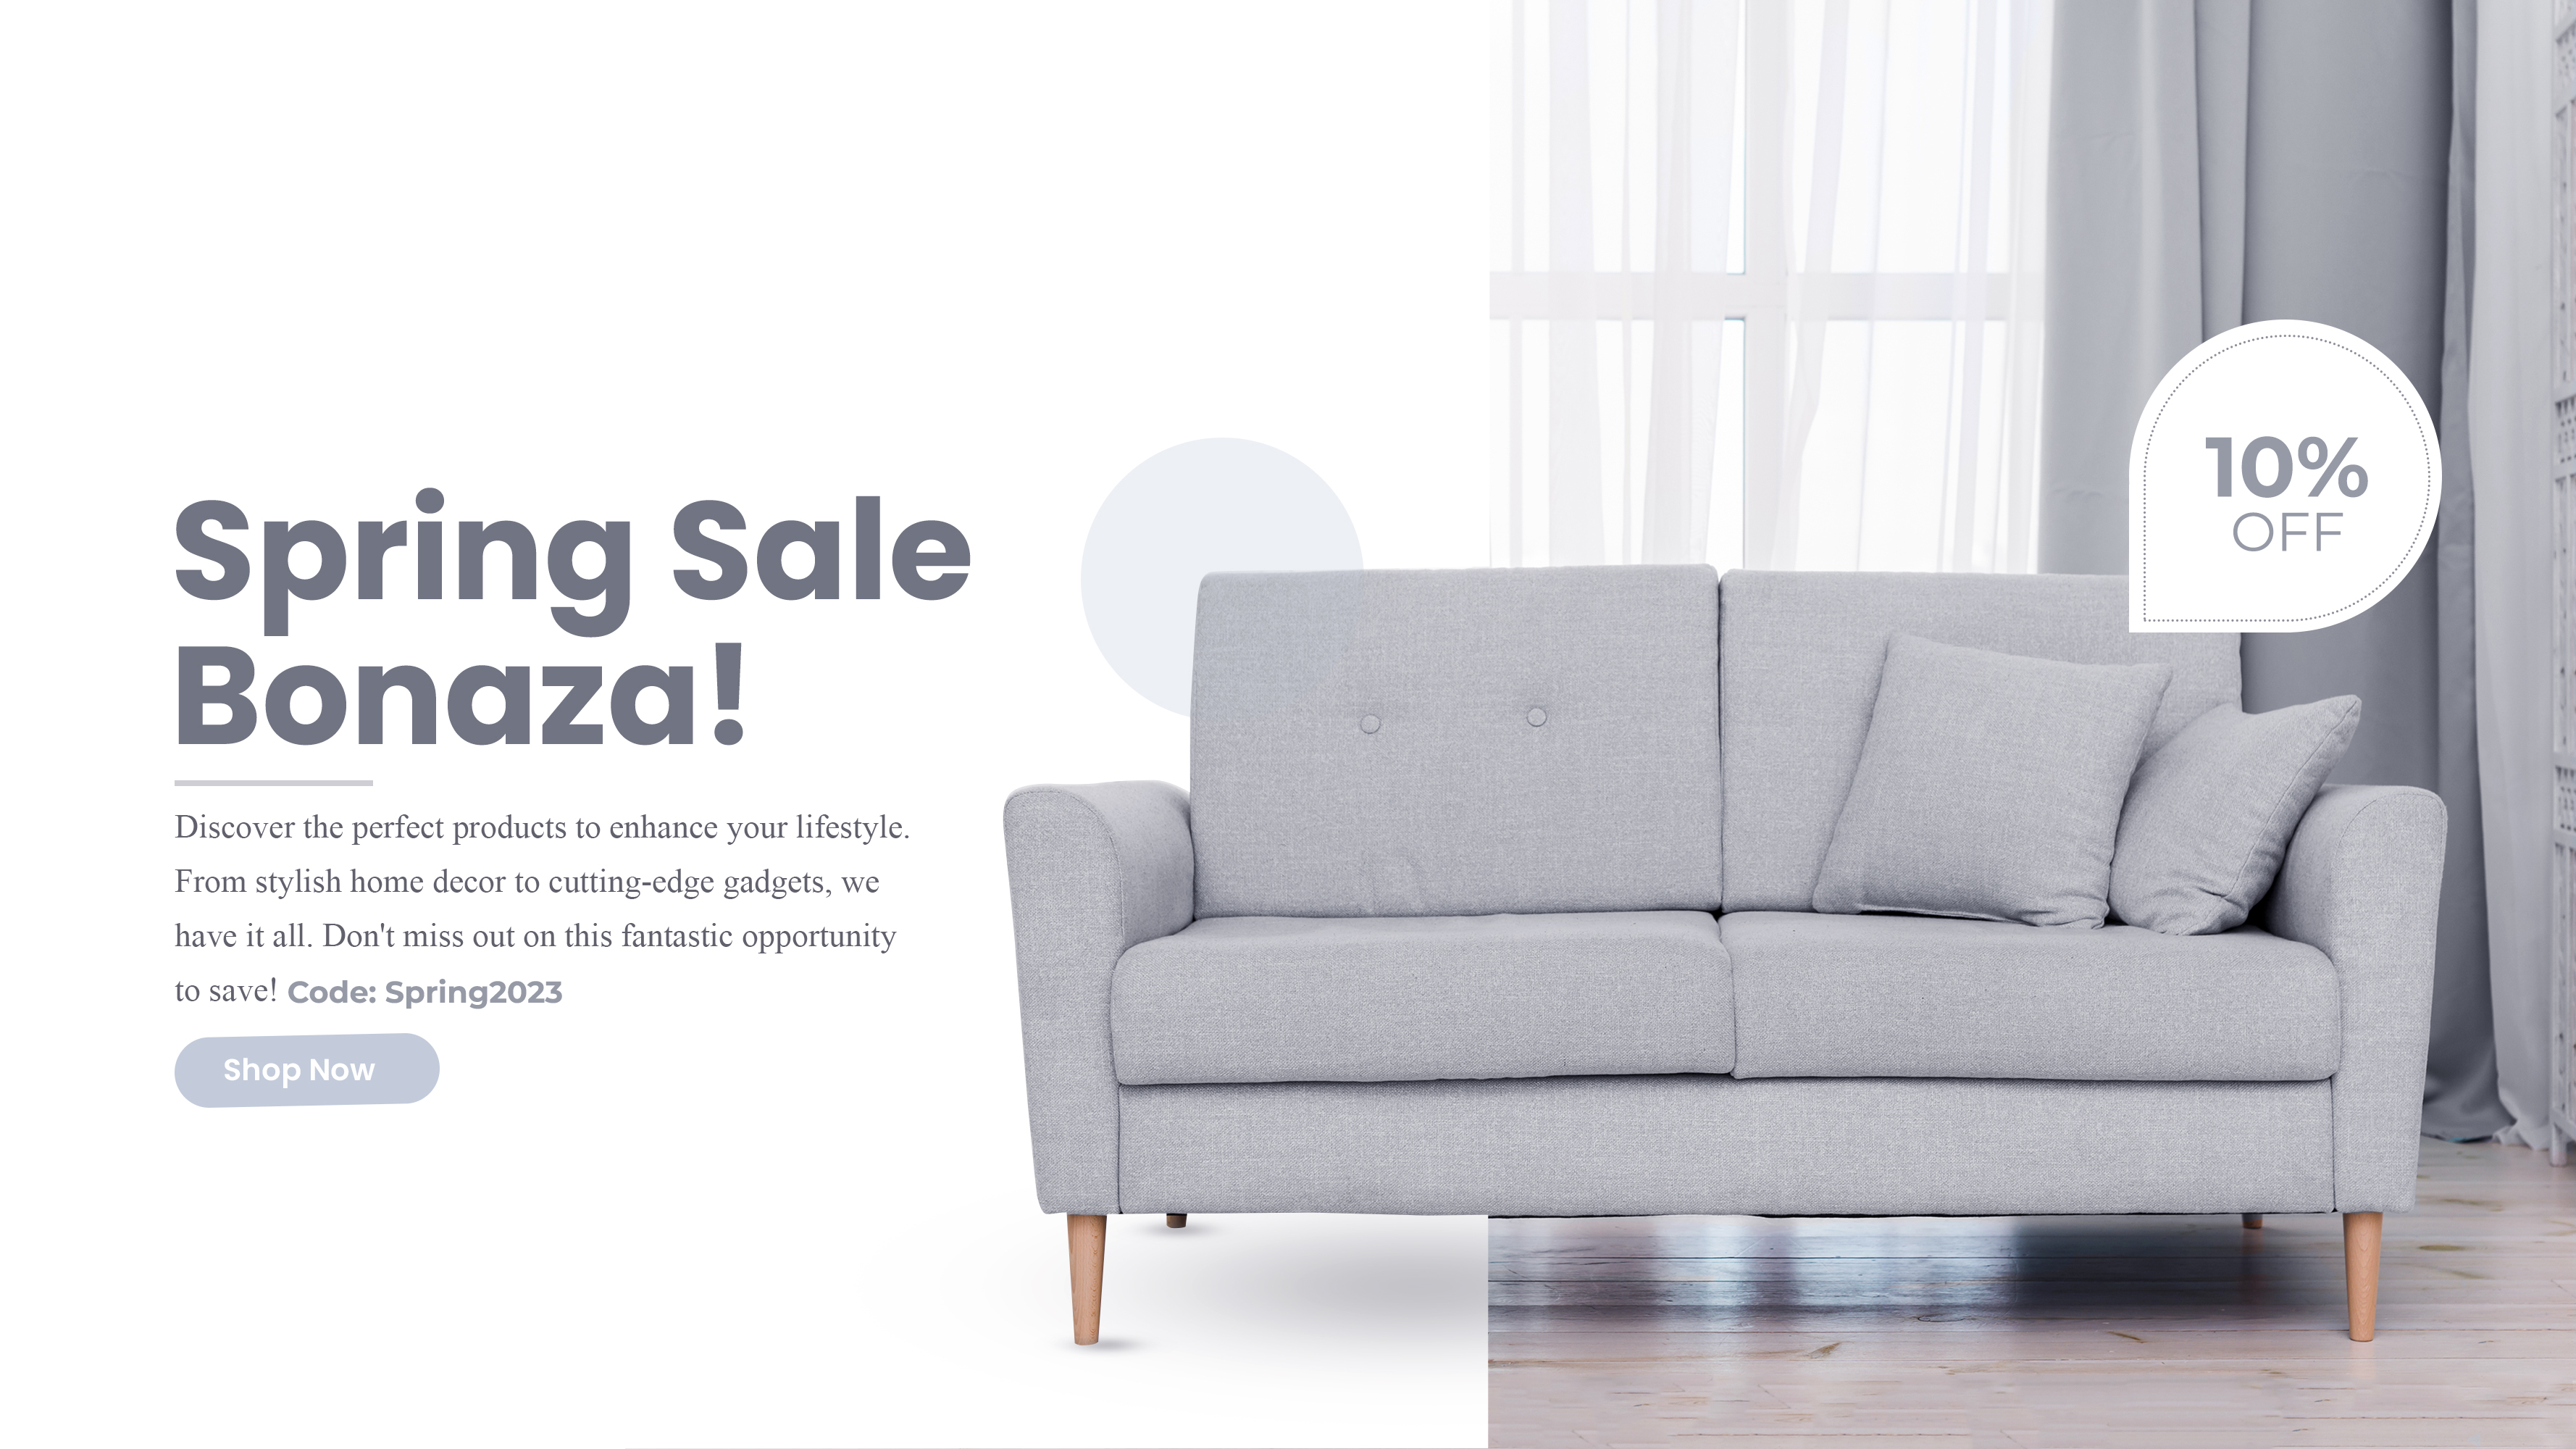 Spring Sale
Bonaza!
Discover the perfect products to enhance your lifestyle.
From stylish home decor to cutting-edge gadgets, we
have it all. Don't miss out on this fantastic opportunity
to save! Code: Spring2023
Shop Now
10%
OFF